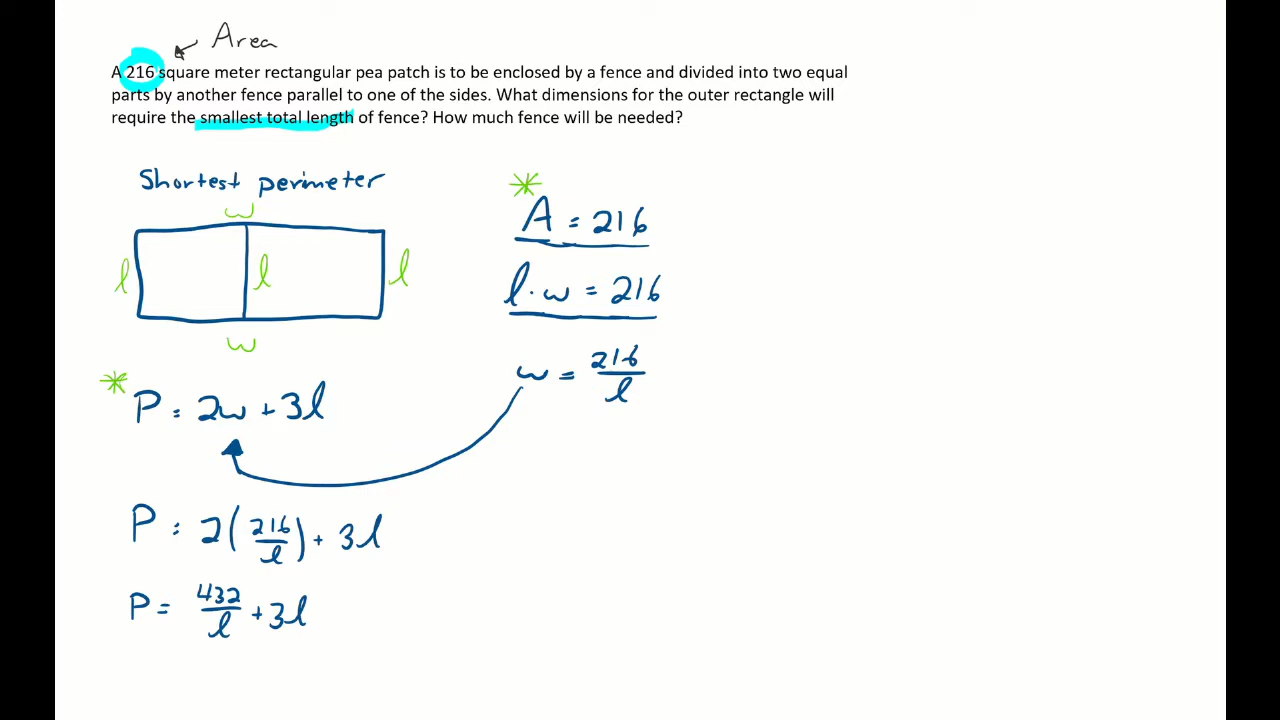 Area
A 216 square meter rectangular pea patch is to be enclosed by a fence and divided into two equal
parts by another fence parallel to one of the sides. What dimensions for the outer rectangle will
require the smallest total length of fence? How much fence will be needed?
Shortest perimeter
w
l l l
w
* P = 2w + 3l
P = 2(216/l) + 3l
P = 432/l + 3l
* A = 216
l · w = 216
w = 216/l